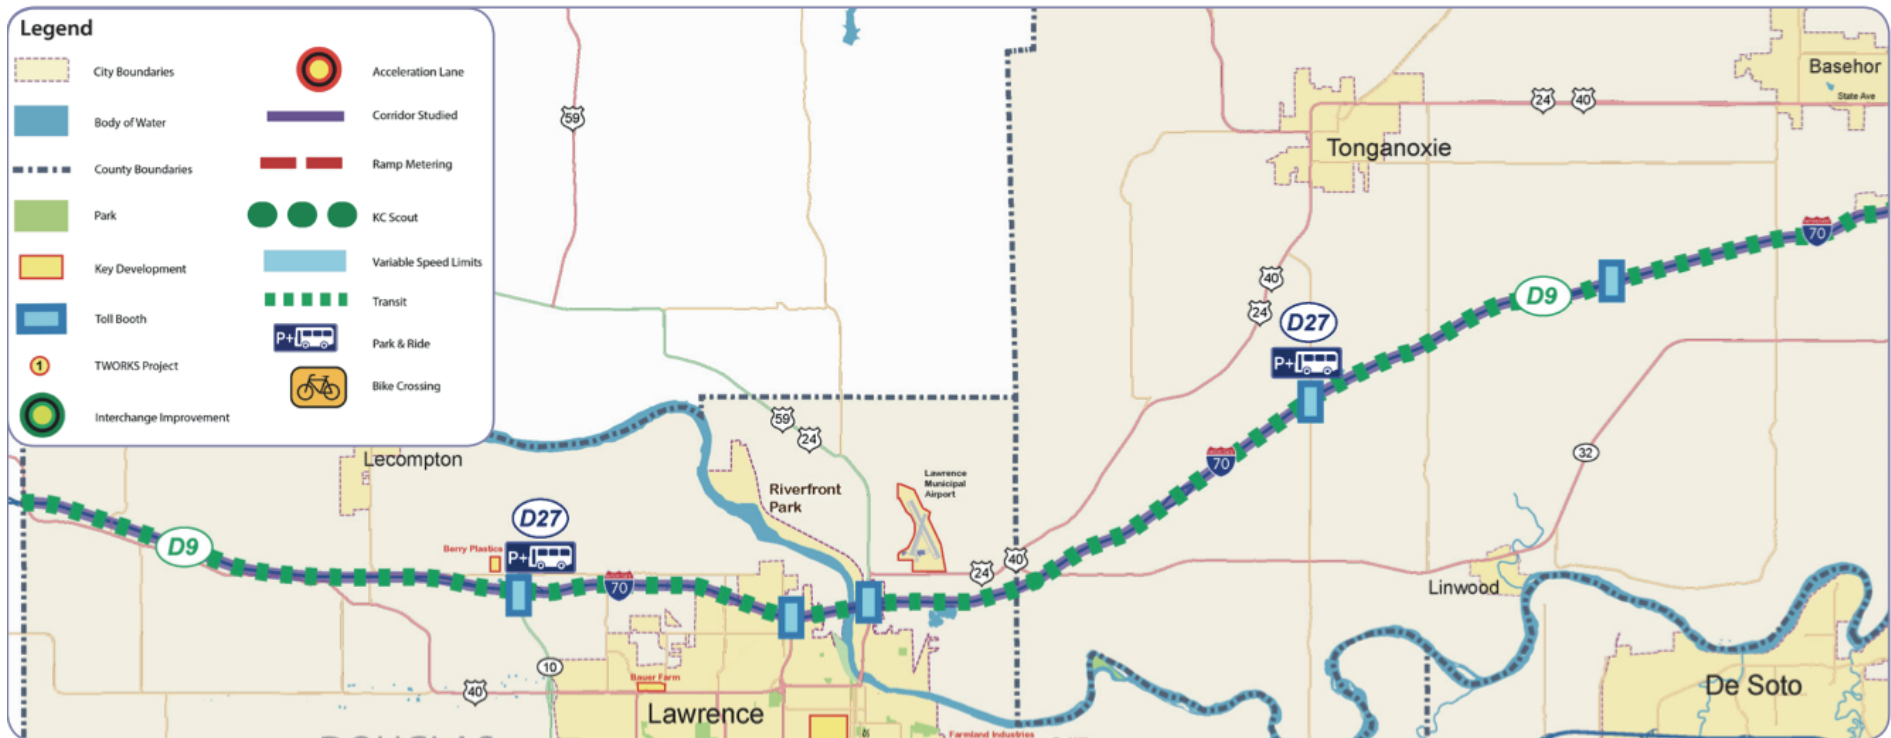 Legend
City Boundaries
Body of Water
County Boundaries
Park
Key Development
Toll Booth
1
TWORKS Project
Interchange Improvement
Acceleration Lane
Corridor Studied
Ramp Metering
KC Scout
Variable Speed Limits
Transit
P+
Park & Ride
Bike Crossing
59
24
40
Basehor
State Ave
Tonganoxie
70
40
24
D9
D27
P+
59
24
32
70
Lecompton
Lawrence
Municipal
Airport
Riverfront
Park
D27
D9
Berry Plastics
P+
70
24
40
Linwood
10
40
Bauer Farm
Lawrence
De Soto
Farmland Industries